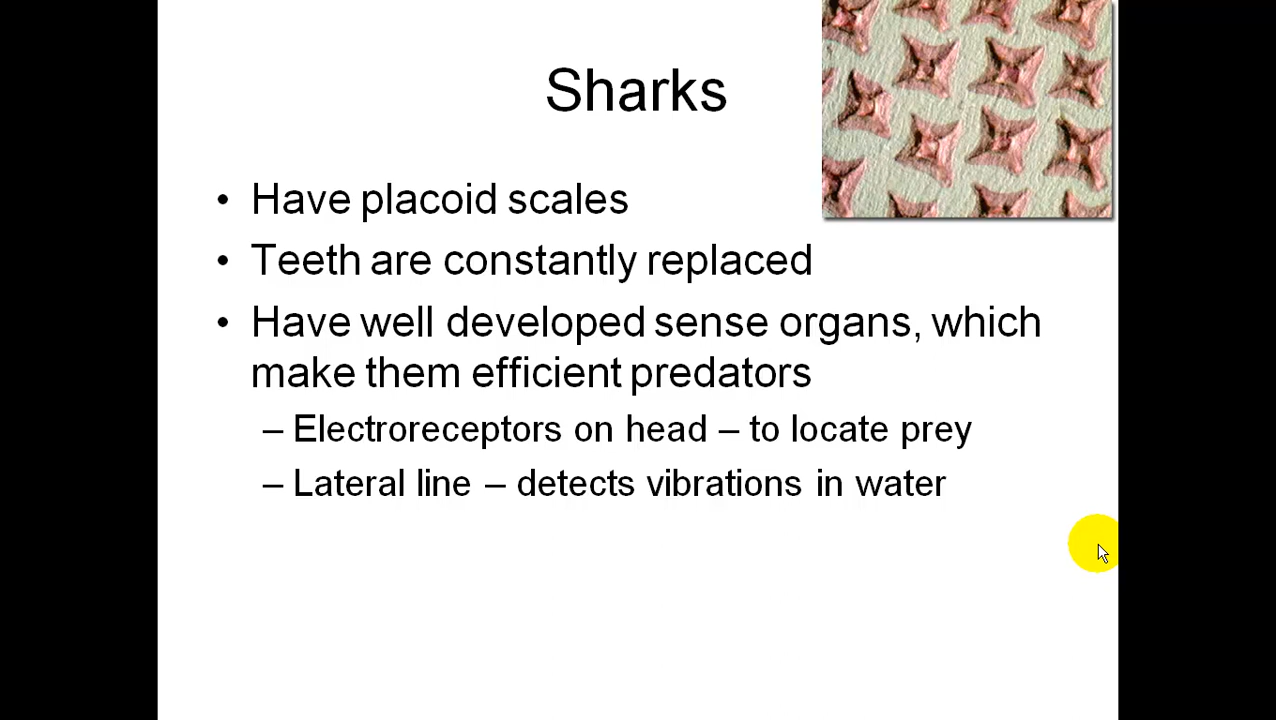 Sharks
• Have placoid scales
• Teeth are constantly replaced
• Have well developed sense organs, which
make them efficient predators
– Electroreceptors on head – to locate prey
– Lateral line – detects vibrations in water